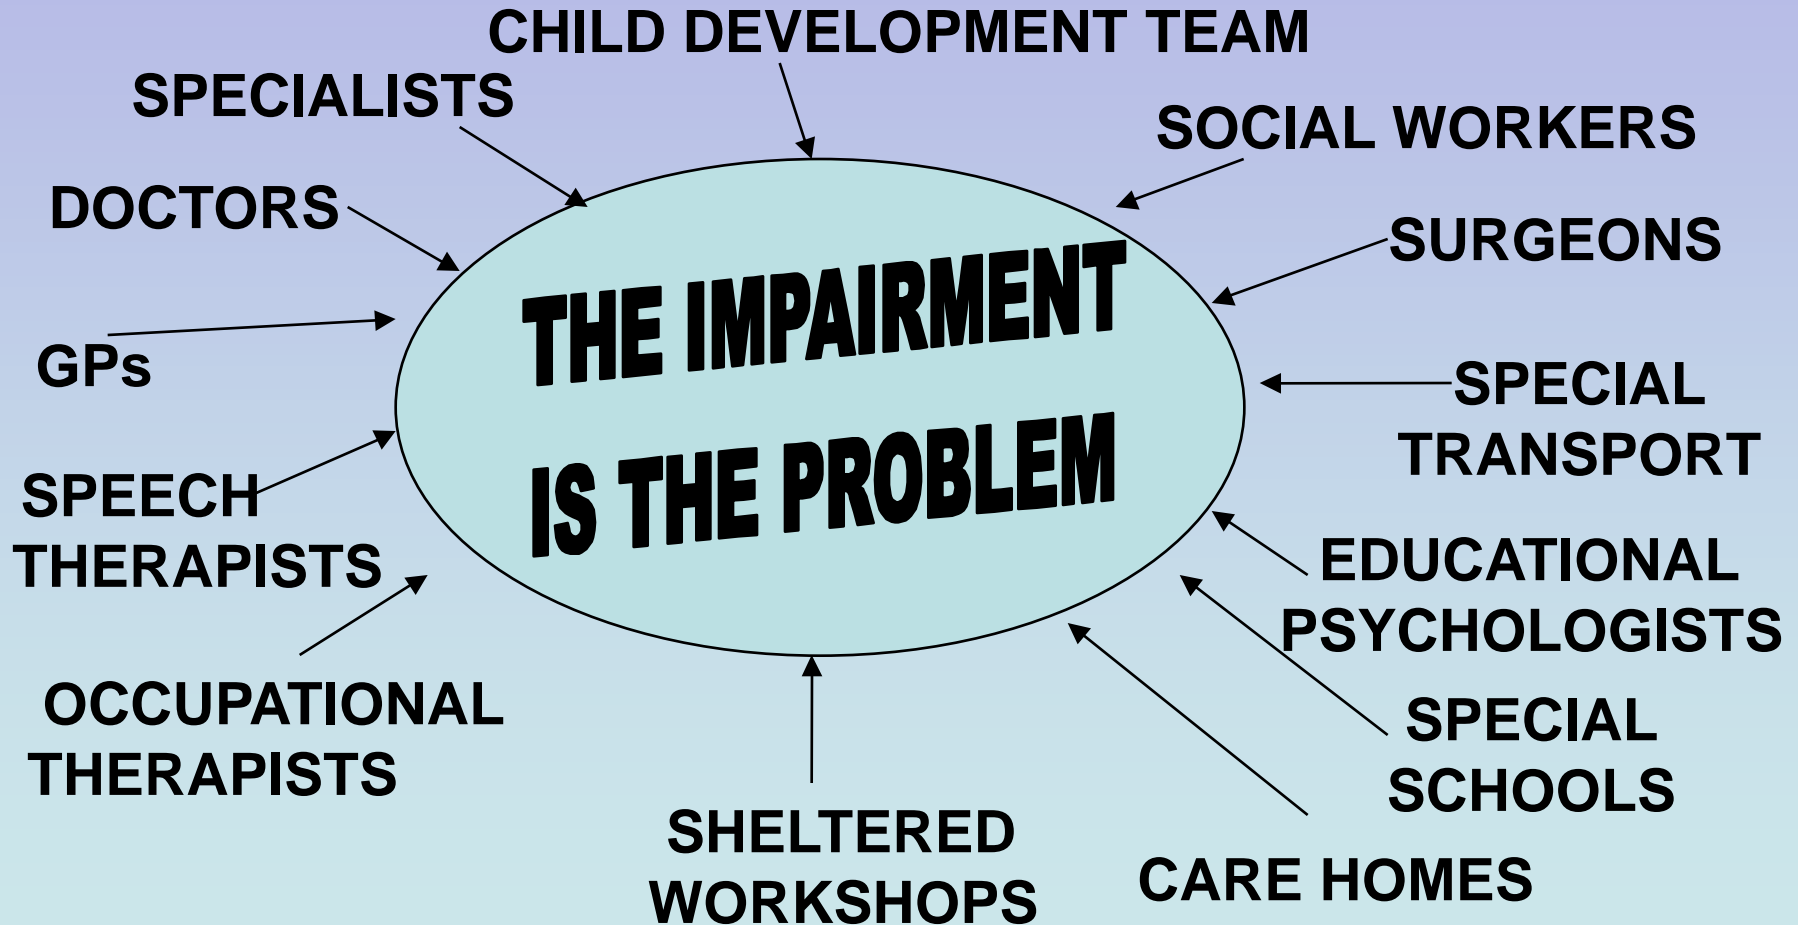 CHILD DEVELOPMENT TEAM
SPECIALISTS
SOCIAL WORKERS
DOCTORS
SURGEONS
THE IMPAIRMENT
IS THE PROBLEM
GPs
SPECIAL
TRANSPORT
SPEECH
THERAPISTS
EDUCATIONAL
PSYCHOLOGISTS
OCCUPATIONAL
THERAPISTS
SPECIAL
SCHOOLS
SHELTERED
WORKSHOPS
CARE HOMES